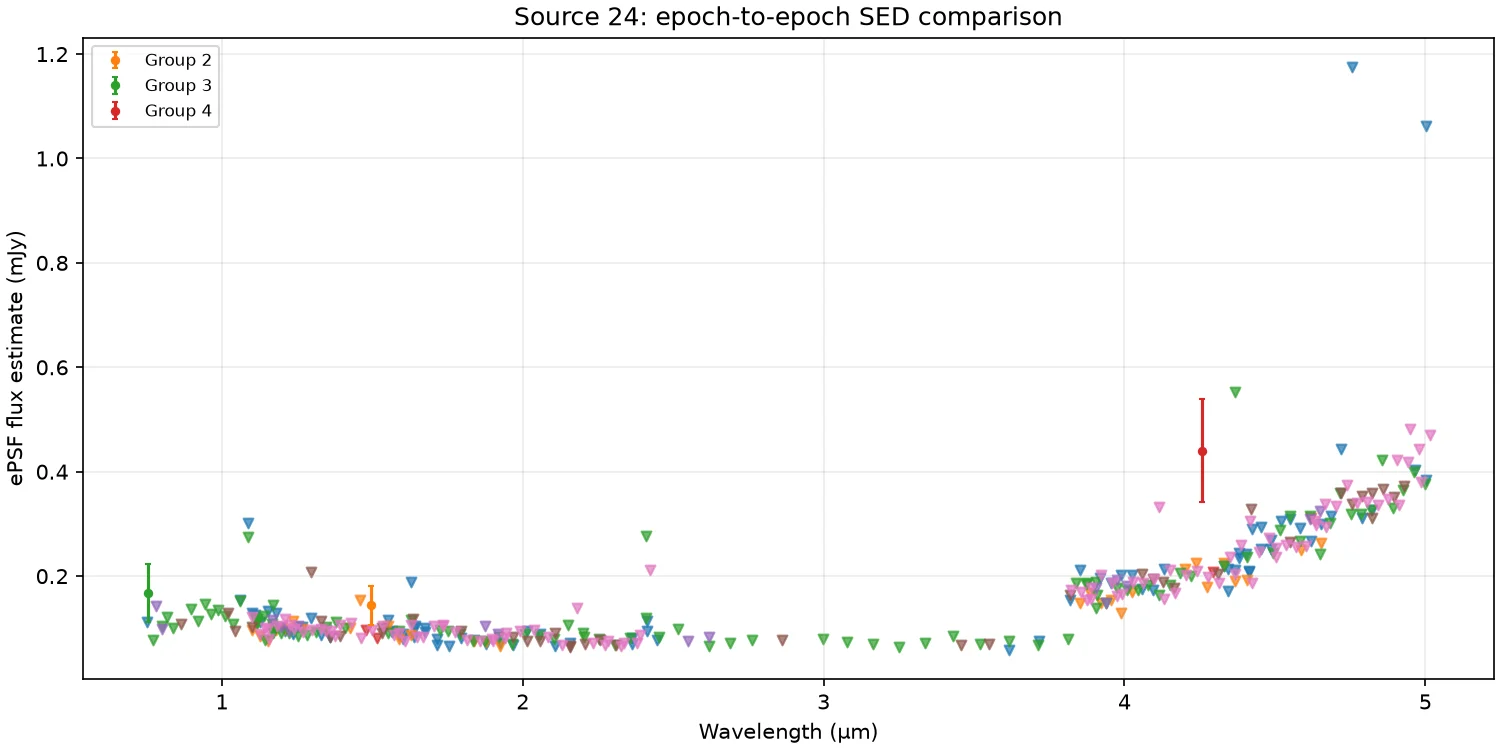 Source 24: epoch-to-epoch SED comparison
Group 2
Group 3
Group 4
ePSF flux estimate (mJy)
1.2
1.0
0.8
0.6
0.4
0.2
1 2 3 4 5
Wavelength (μm)